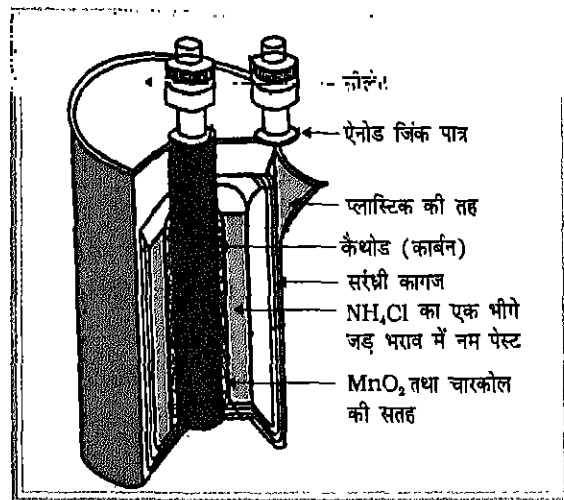 ऐनोड जिंक पात्र
प्लास्टिक की तह
कैथोड (कार्बन)
सरंध्री कागज
NH₄Cl का एक भीगे
जड़ भराव में नम पेस्ट
MnO₂ तथा चारकोल
की सतह